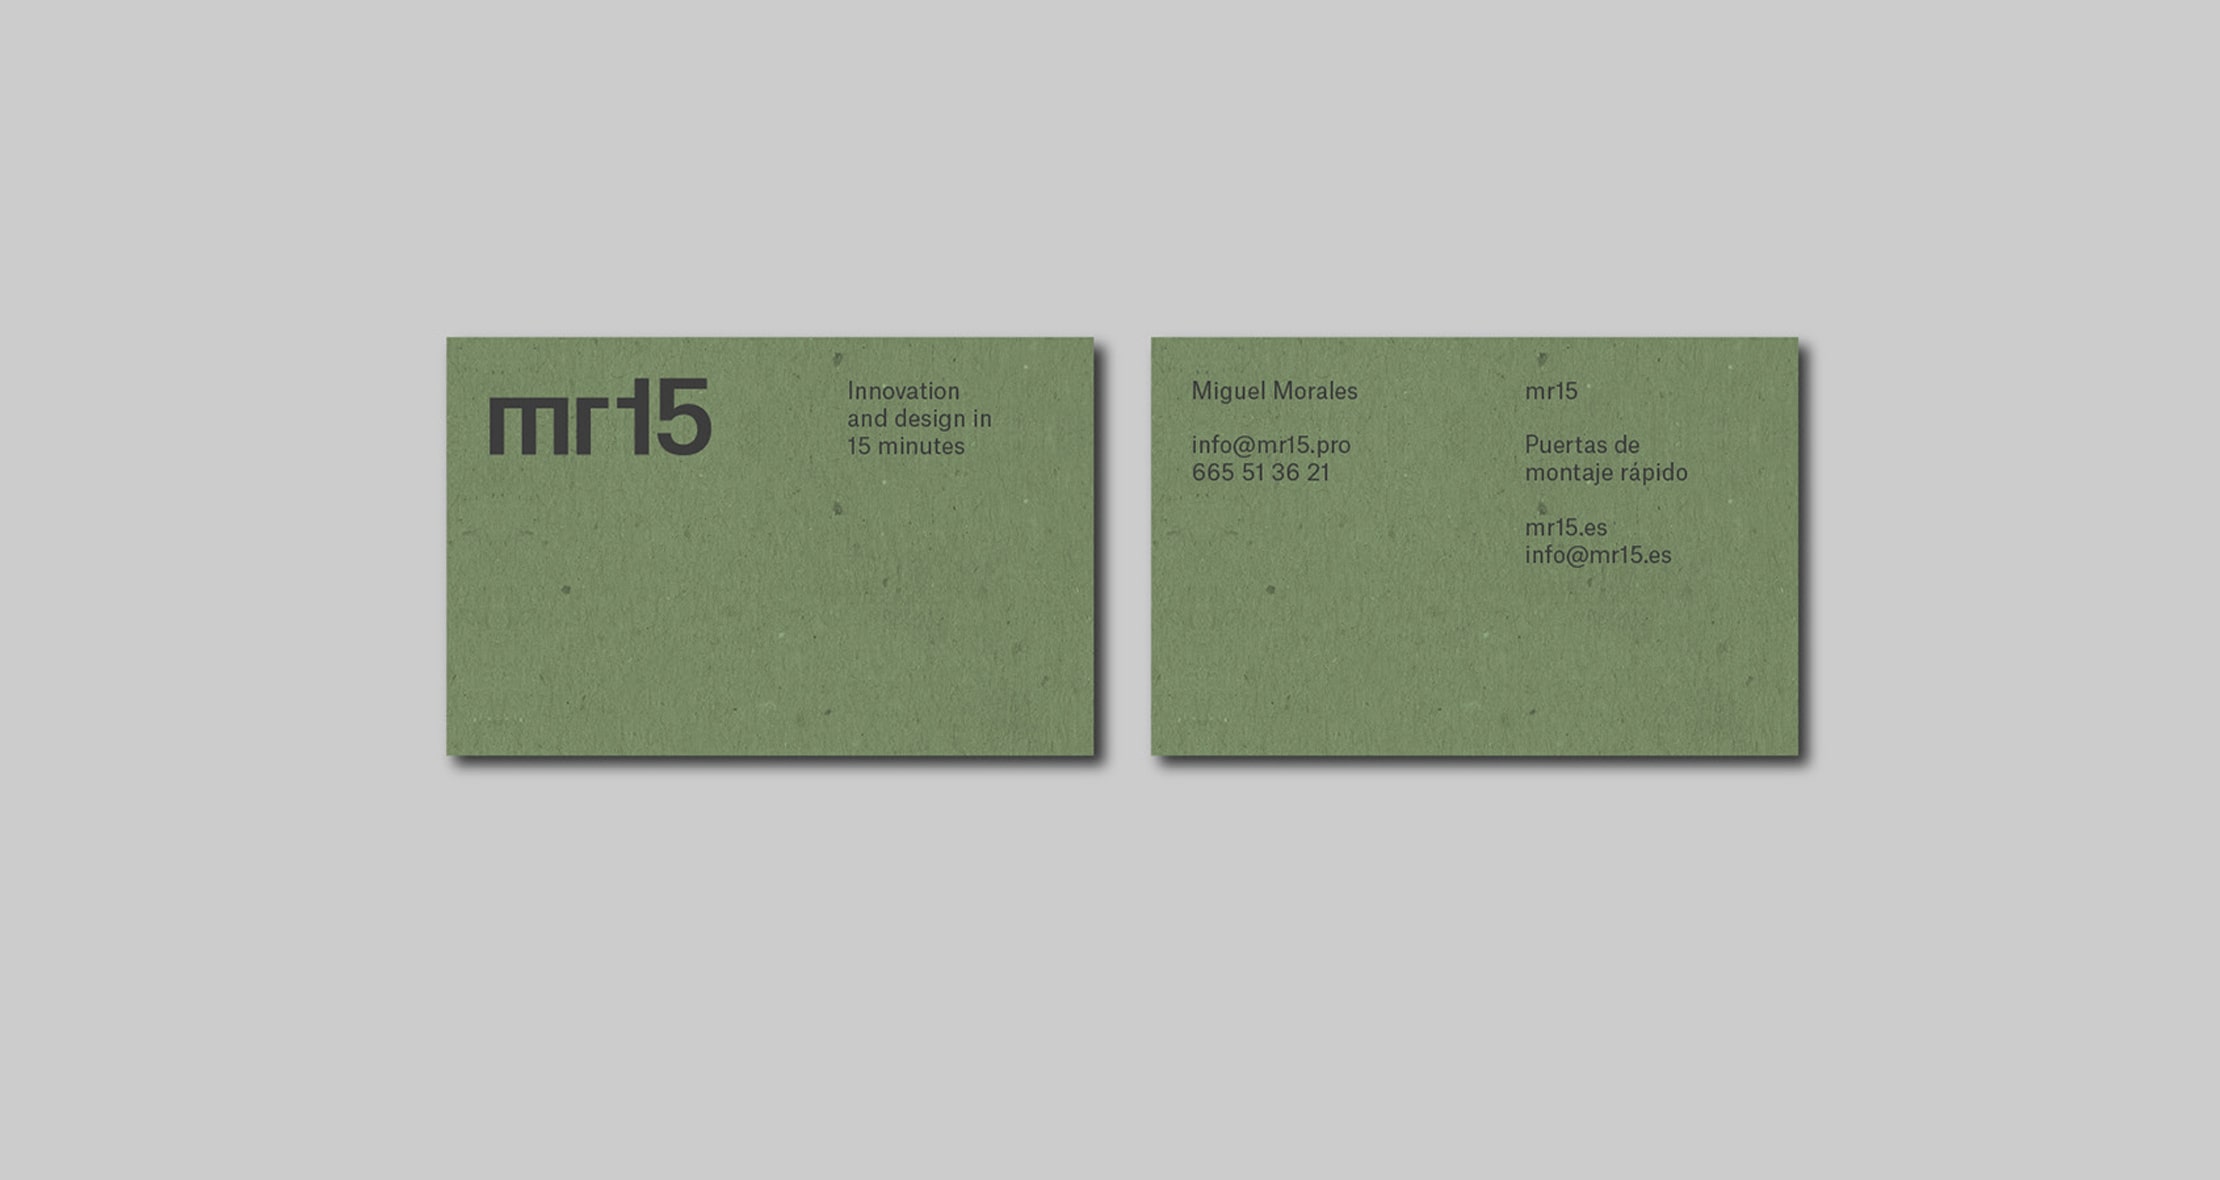 mr15
Innovation
and design in
15 minutes
Miguel Morales
info@mr15.pro
665 51 36 21
mr15
Puertas de
montaje rápido
mr15.es
info@mr15.es